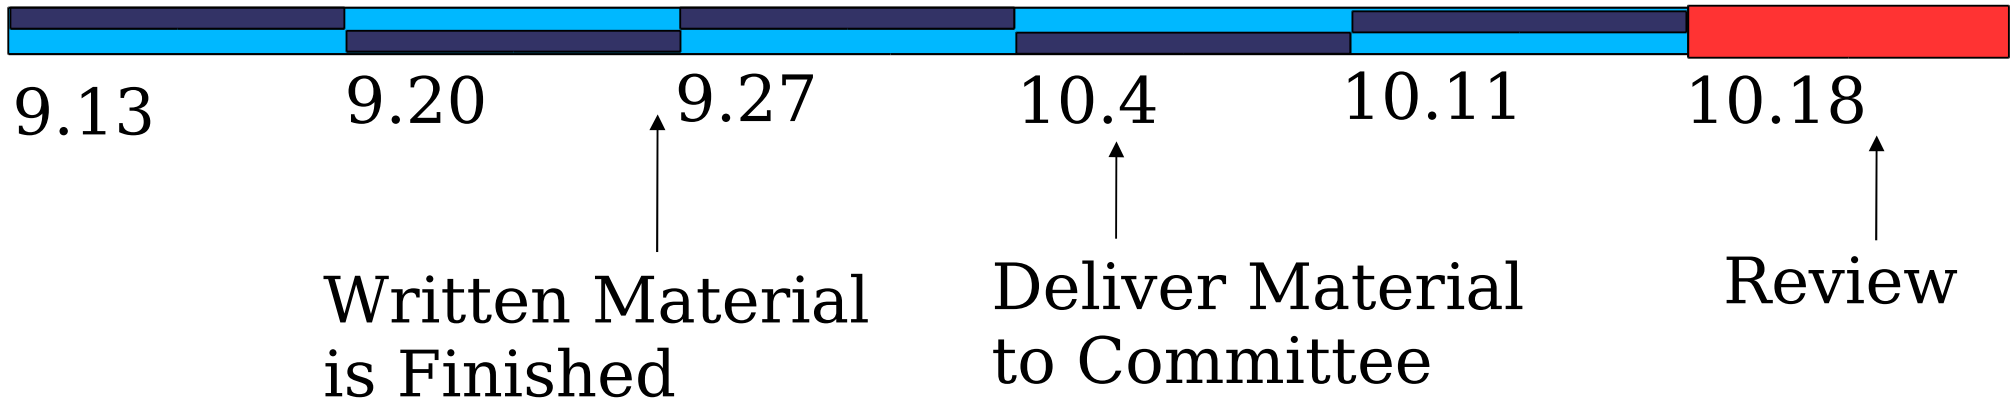 9.13 9.20 9.27 10.4 10.11 10.18
Written Material
is Finished
Deliver Material
to Committee
Review